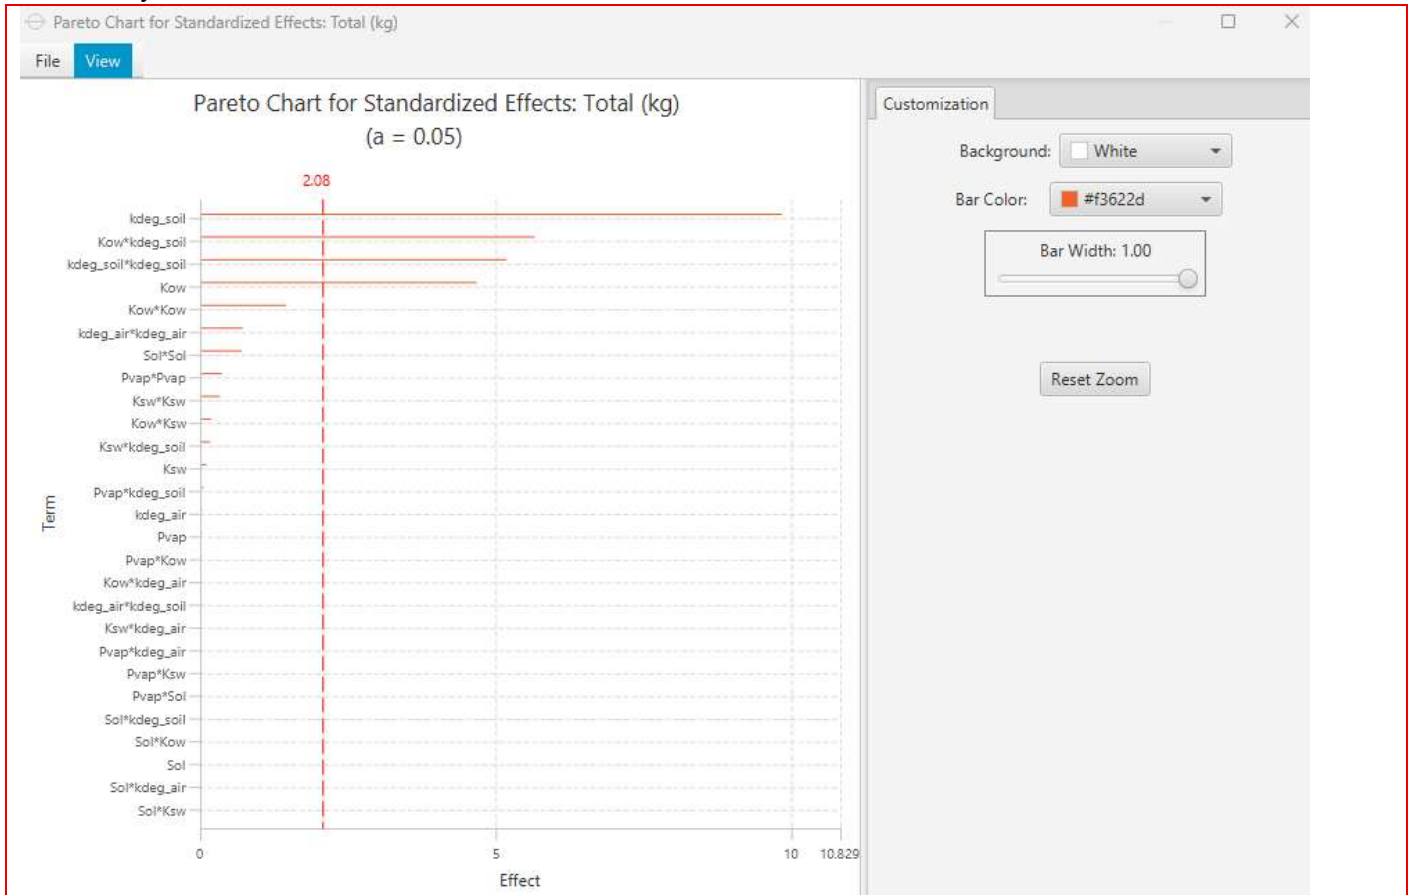 Pareto Chart for Standardized Effects: Total (kg)
File View
Pareto Chart for Standardized Effects: Total (kg)
(a = 0.05)
2.08
Term
kdeg_soil
Kow*kdeg_soil
kdeg_soil*kdeg_soil
Kow
Kow*Kow
kdeg_air*kdeg_air
Sol*Sol
Pvap*Pvap
Ksw*Ksw
Kow*Ksw
Ksw*kdeg_soil
Ksw
Pvap*kdeg_soil
kdeg_air
Pvap
Pvap*Kow
Kow*kdeg_air
kdeg_air*kdeg_soil
Ksw*kdeg_air
Pvap*kdeg_air
Pvap*Ksw
Pvap*Sol
Sol*kdeg_soil
Sol*Kow
Sol
Sol*kdeg_air
Sol*Ksw
0 5 10 10.829
Effect
Customization
Background: White
Bar Color: #f3622d
Bar Width: 1.00
Reset Zoom